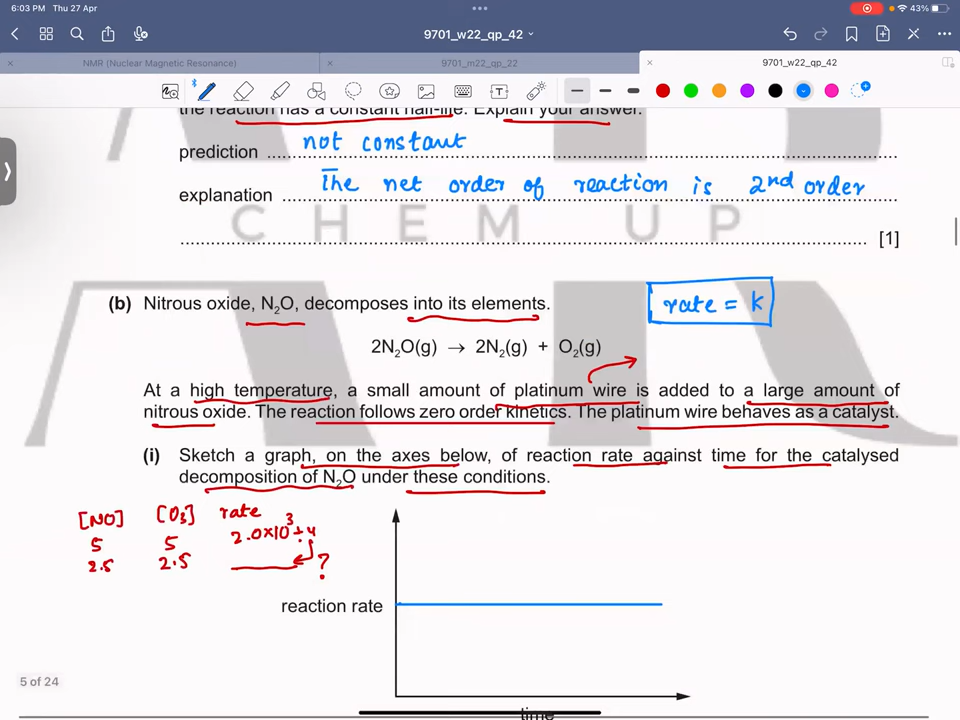 6:03 PM Thu 27 Apr
43%
9701_w22_qp_42
NMR (Nuclear Magnetic Resonance)
9701_m22_qp_22
9701_w22_qp_42
the reaction has a constant half-life. Explain your answer.
prediction not constant
explanation The net order of reaction is 2nd order
CHEM UP
[1]
(b) Nitrous oxide, N₂O, decomposes into its elements.
rate = k
2N₂O(g) → 2N₂(g) + O₂(g)
At a high temperature, a small amount of platinum wire is added to a large amount of
nitrous oxide. The reaction follows zero order kinetics. The platinum wire behaves as a catalyst.
(i) Sketch a graph, on the axes below, of reaction rate against time for the catalysed
decomposition of N₂O under these conditions.
[NO] [O₃] rate
5 5 2.0×10³ ÷4
2.5 2.5 ?
reaction rate
5 of 24
time